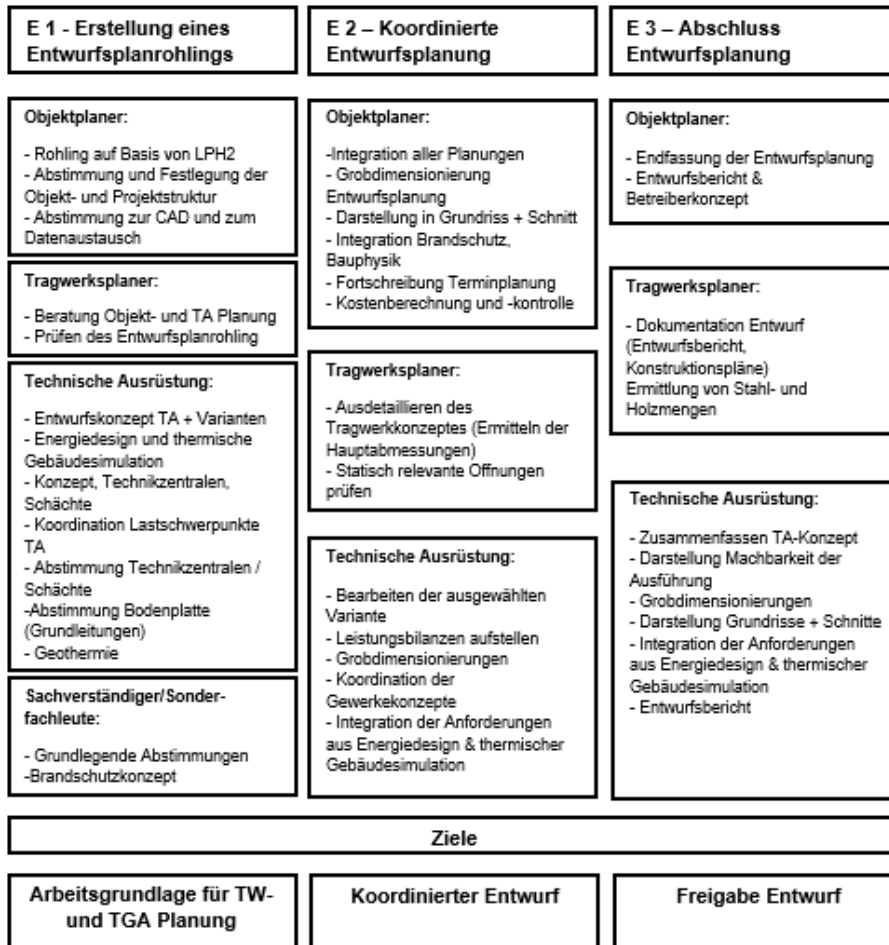 E 1 - Erstellung eines
Entwurfsplanrohlings
Objektplaner:
- Rohling auf Basis von LPH2
- Abstimmung und Festlegung der
Objekt- und Projektstruktur
- Abstimmung zur CAD und zum
Datenaustausch
Tragwerksplaner:
- Beratung Objekt- und TA Planung
- Prüfen des Entwurfsplanrohling
Technische Ausrüstung:
- Entwurfskonzept TA + Varianten
- Energiedesign und thermische
Gebäudesimulation
- Konzept, Technikzentralen,
Schächte
- Koordination Lastschwerpunkte
TA
- Abstimmung Technikzentralen /
Schächte
-Abstimmung Bodenplatte
(Grundleitungen)
- Geothermie
Sachverständiger/Sonder-
fachleute:
- Grundlegende Abstimmungen
-Brandschutzkonzept
E 2 – Koordinierte
Entwurfsplanung
Objektplaner:
-Integration aller Planungen
- Grobdimensionierung
Entwurfsplanung
- Darstellung in Grundriss + Schnitt
- Integration Brandschutz,
Bauphysik
- Fortschreibung Terminplanung
- Kostenberechnung und -kontrolle
Tragwerksplaner:
- Ausdetaillieren des
Tragwerkkonzeptes (Ermitteln der
Hauptabmessungen)
- Statisch relevante Öffnungen
prüfen
Technische Ausrüstung:
- Bearbeiten der ausgewählten
Variante
- Leistungsbilanzen aufstellen
- Grobdimensionierungen
- Koordination der
Gewerkekonzepte
- Integration der Anforderungen
aus Energiedesign & thermischer
Gebäudesimulation
E 3 – Abschluss
Entwurfsplanung
Objektplaner:
- Endfassung der Entwurfsplanung
- Entwurfsbericht &
Betreiberkonzept
Tragwerksplaner:
- Dokumentation Entwurf
(Entwurfsbericht,
Konstruktionspläne)
Ermittlung von Stahl- und
Holzmengen
Technische Ausrüstung:
- Zusammenfassen TA-Konzept
- Darstellung Machbarkeit der
Ausführung
- Grobdimensionierungen
- Darstellung Grundrisse + Schnitte
- Integration der Anforderungen
aus Energiedesign & thermischer
Gebäudesimulation
- Entwurfsbericht
Ziele
Arbeitsgrundlage für TW-
und TGA Planung
Koordinierter Entwurf
Freigabe Entwurf